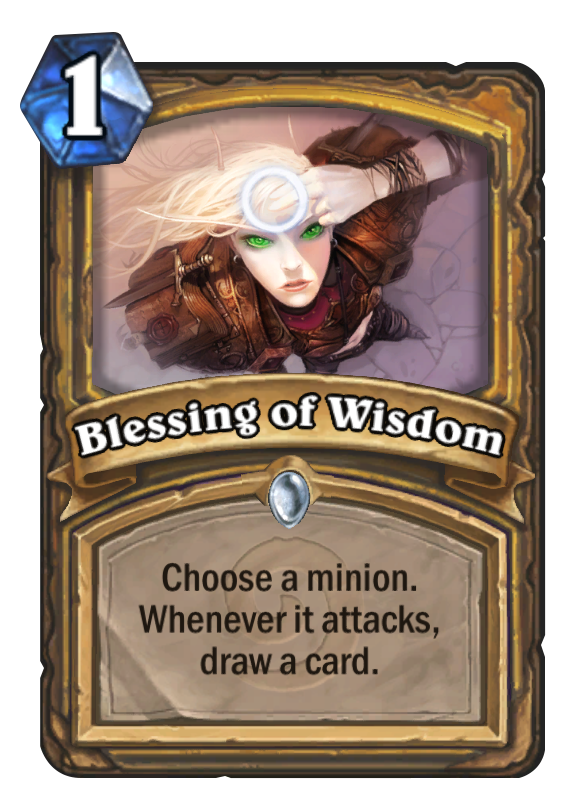 1
Blessing of Wisdom
Choose a minion.
Whenever it attacks,
draw a card.